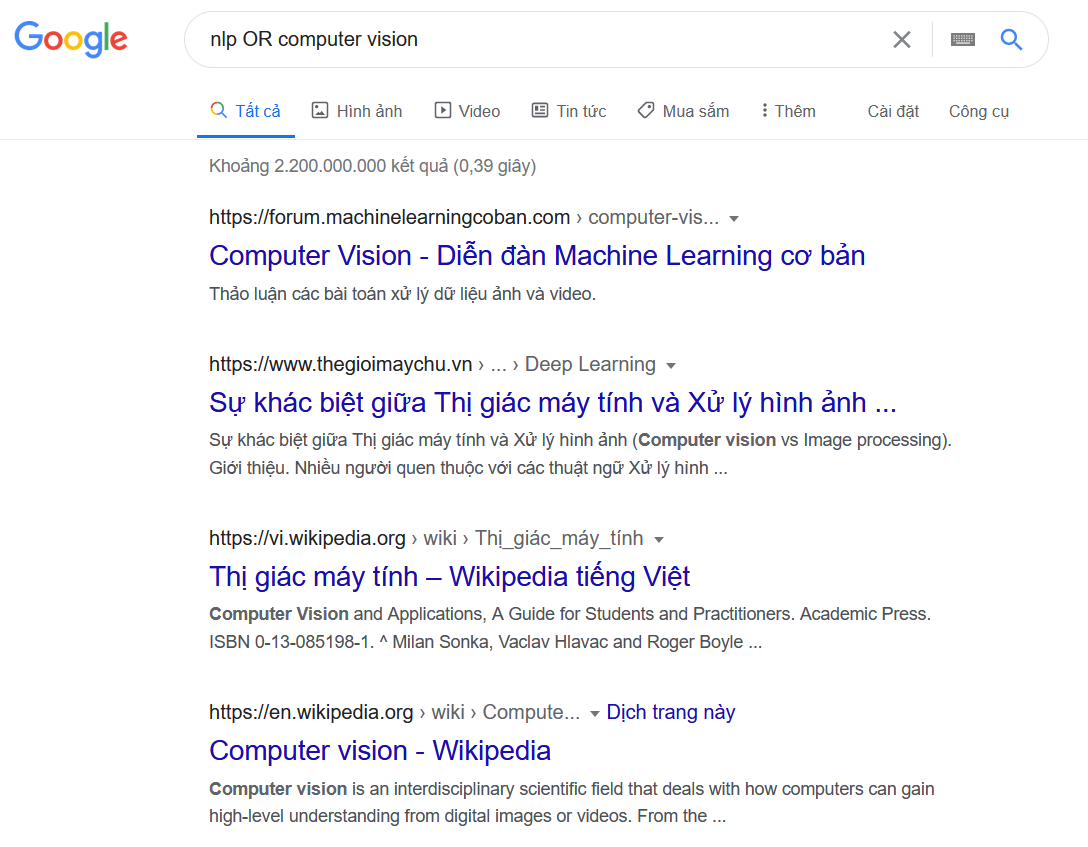 Google
nlp OR computer vision
Tất cả Hình ảnh Video Tin tức Mua sắm Thêm Cài đặt Công cụ
Khoảng 2.200.000.000 kết quả (0,39 giây)
https://forum.machinelearningcoban.com › computer-vis...
Computer Vision - Diễn đàn Machine Learning cơ bản
Thảo luận các bài toán xử lý dữ liệu ảnh và video.
https://www.thegioimaychu.vn › ... › Deep Learning
Sự khác biệt giữa Thị giác máy tính và Xử lý hình ảnh ...
Sự khác biệt giữa Thị giác máy tính và Xử lý hình ảnh (Computer vision vs Image processing).
Giới thiệu. Nhiều người quen thuộc với các thuật ngữ Xử lý hình ...
https://vi.wikipedia.org › wiki › Thị_giác_máy_tính
Thị giác máy tính – Wikipedia tiếng Việt
Computer Vision and Applications, A Guide for Students and Practitioners. Academic Press.
ISBN 0-13-085198-1. ^ Milan Sonka, Vaclav Hlavac and Roger Boyle ...
https://en.wikipedia.org › wiki › Compute... Dịch trang này
Computer vision - Wikipedia
Computer vision is an interdisciplinary scientific field that deals with how computers can gain
high-level understanding from digital images or videos. From the ...